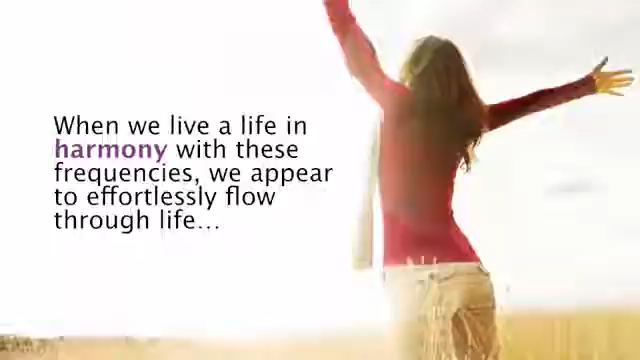 When we live a life in
harmony with these
frequencies, we appear
to effortlessly flow
through life…